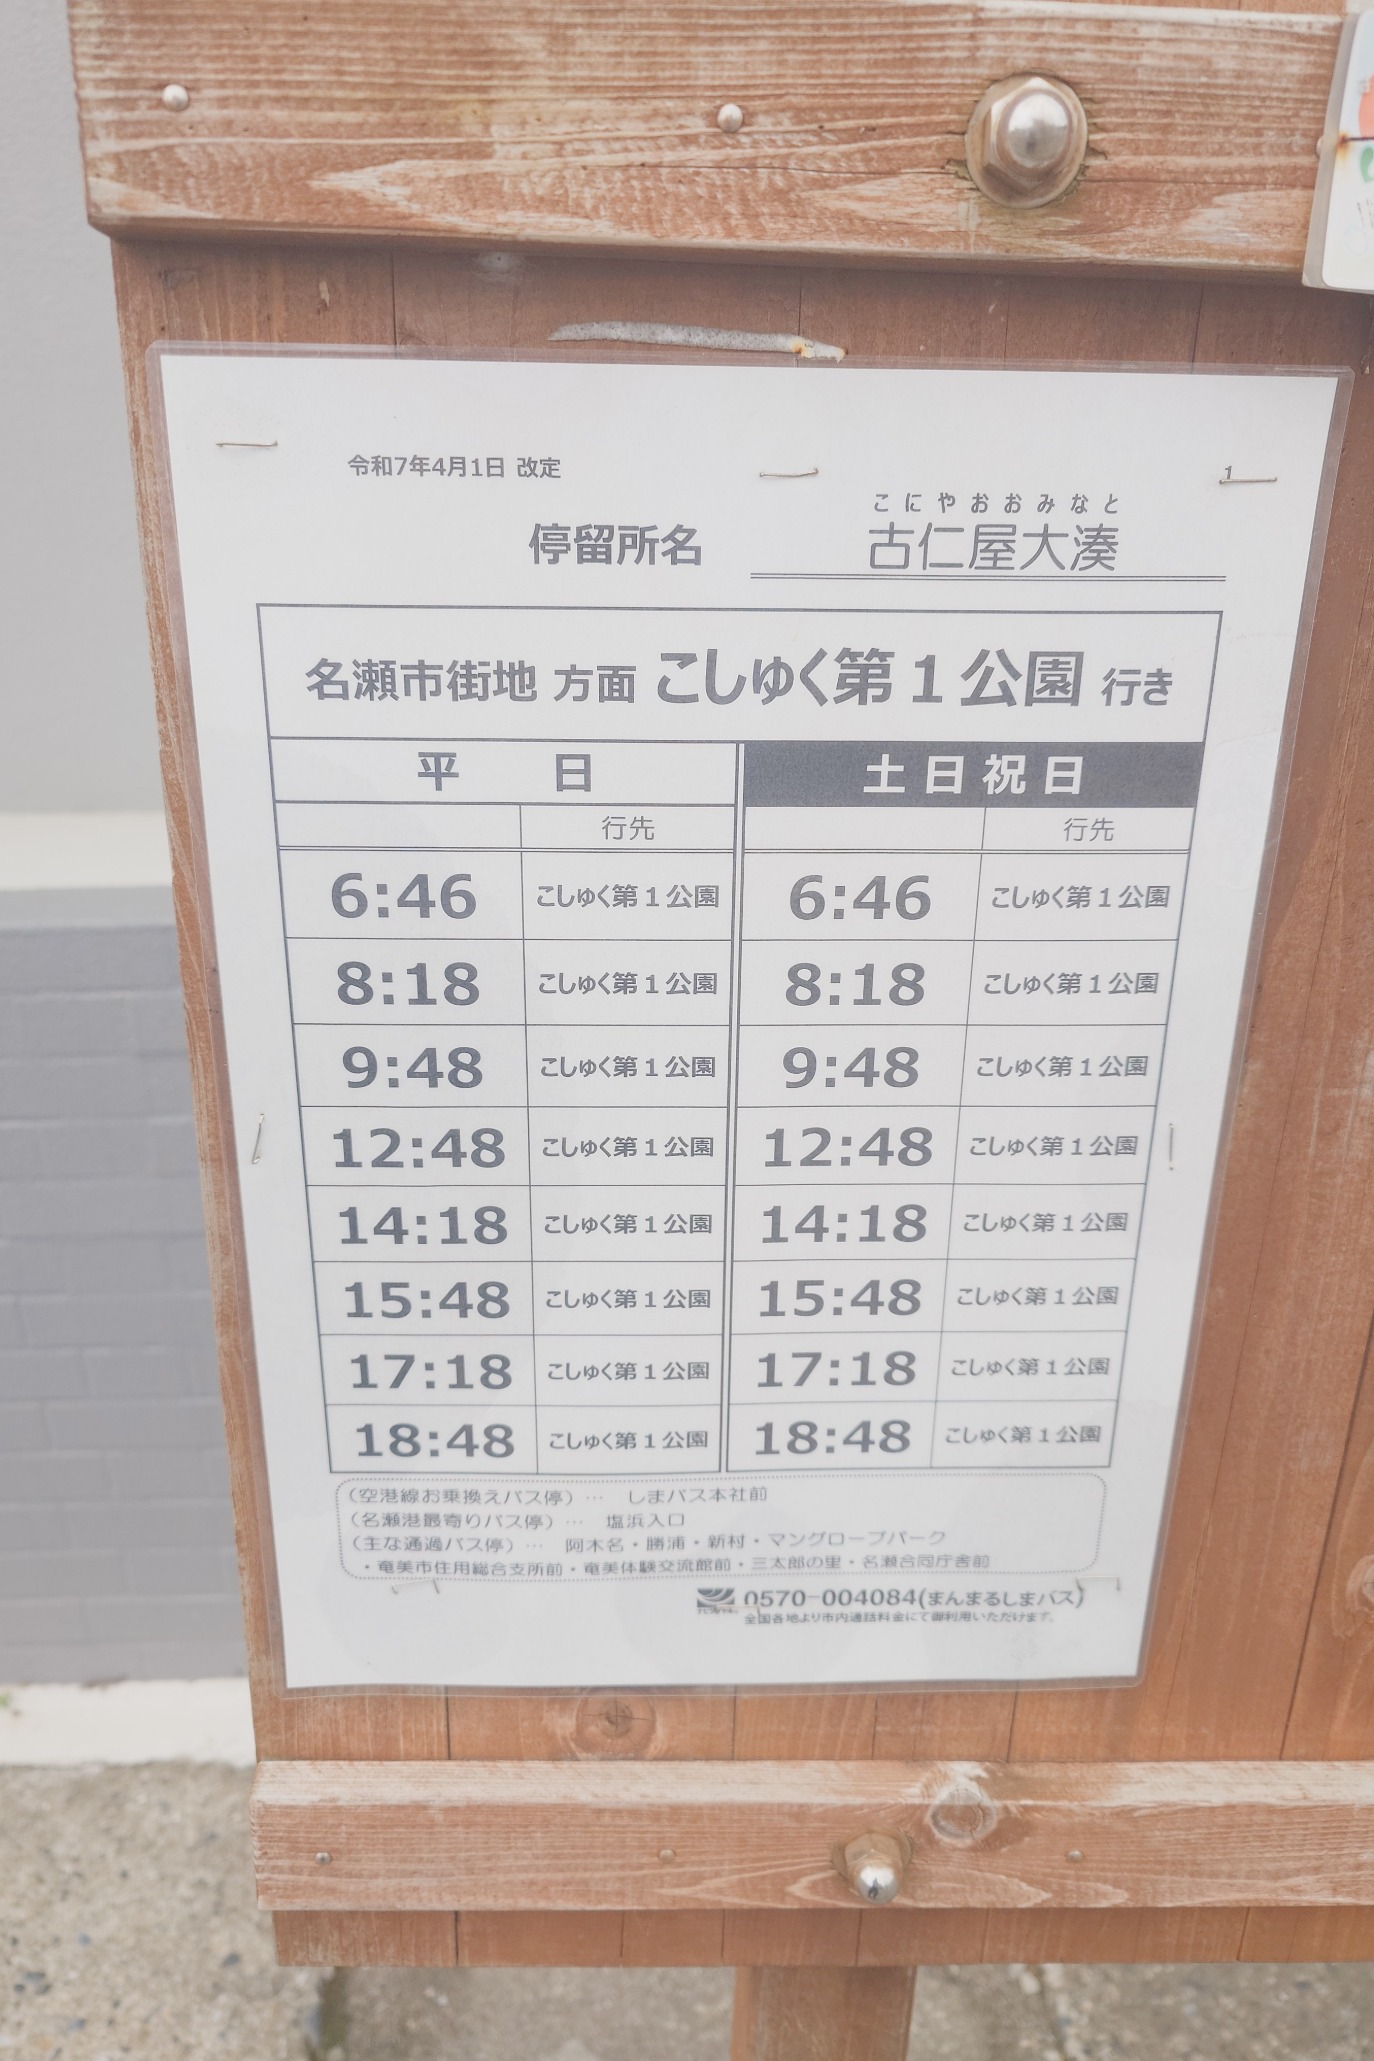 令和7年4月1日 改定
1
こにやおおみなと
停留所名 古仁屋大湊
名瀬市街地 方面 こしゅく第1公園 行き
平日 土日祝日
行先 行先
6:46 こしゅく第1公園 6:46 こしゅく第1公園
8:18 こしゅく第1公園 8:18 こしゅく第1公園
9:48 こしゅく第1公園 9:48 こしゅく第1公園
12:48 こしゅく第1公園 12:48 こしゅく第1公園
14:18 こしゅく第1公園 14:18 こしゅく第1公園
15:48 こしゅく第1公園 15:48 こしゅく第1公園
17:18 こしゅく第1公園 17:18 こしゅく第1公園
18:48 こしゅく第1公園 18:48 こしゅく第1公園
（空港線お乗換えバス停）… しまバス本社前
（名瀬港最寄りバス停）… 塩浜入口
（主な通過バス停）… 阿木名・勝浦・新村・マングローブパーク
・奄美市住用総合支所前・奄美体験交流館前・三太郎の里・名瀬合同庁舎前
0570-004084(まんまるしまバス)
全国各地より市内通話料金にて御利用いただけます。